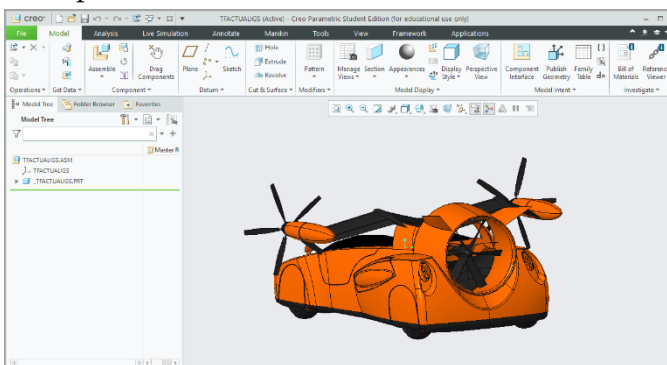 creo
TFACTUALIGS (Active) - Creo Parametric Student Edition (for educational use only)
TFACTUALIGS - C
File Model Analysis Live Simulation Annotate Manikin Tools View Framework Applications
Assemble
Drag
Components
Plane
Sketch
Hole
Extrude
Revolve
Pattern
Manage
Views
Section
Appearances
Display
Style
Perspective
View
Component
Interface
Publish
Geometry
Family
Table
Bill of
Materials
Reference
Viewer
Operations Get Data Component Datum Cut & Surface Modifiers Model Display Model Intent Investigate
Model Tree Folder Browser Favorites
Model Tree
Master R
TFACTUALIGS.ASM
TFACTUALIGS
_TFACTUALIGS.PRT